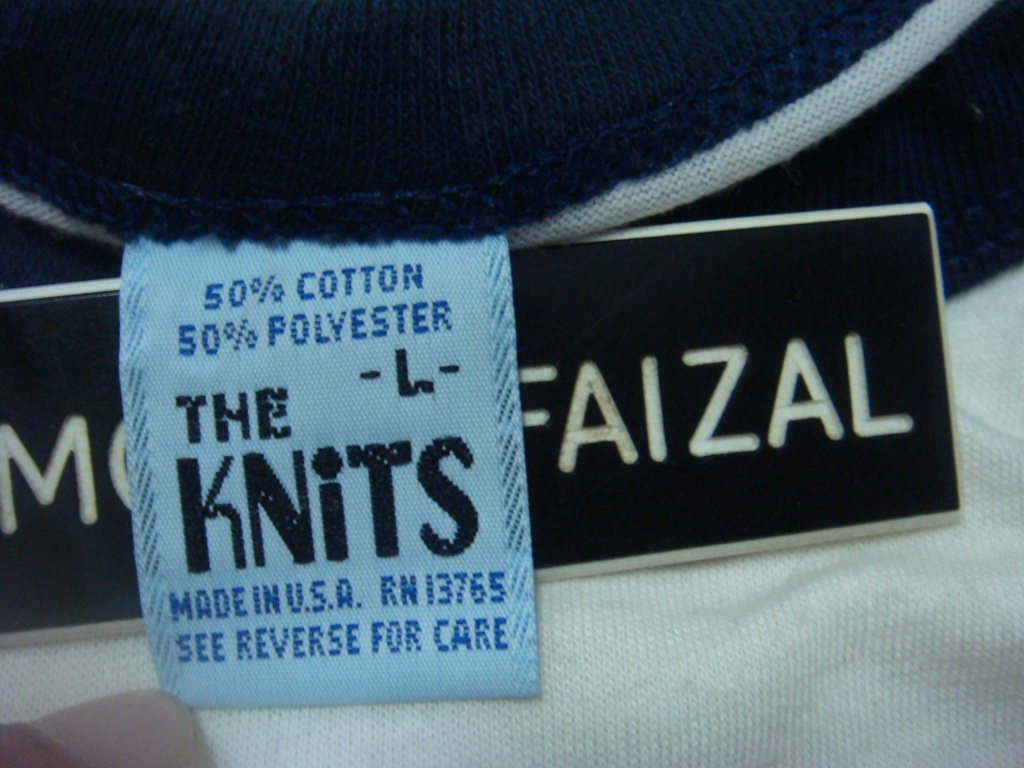 50% COTTON
50% POLYESTER
-L-
THE
KNiTS
MADE IN U.S.A. RN 13765
SEE REVERSE FOR CARE
FAIZAL